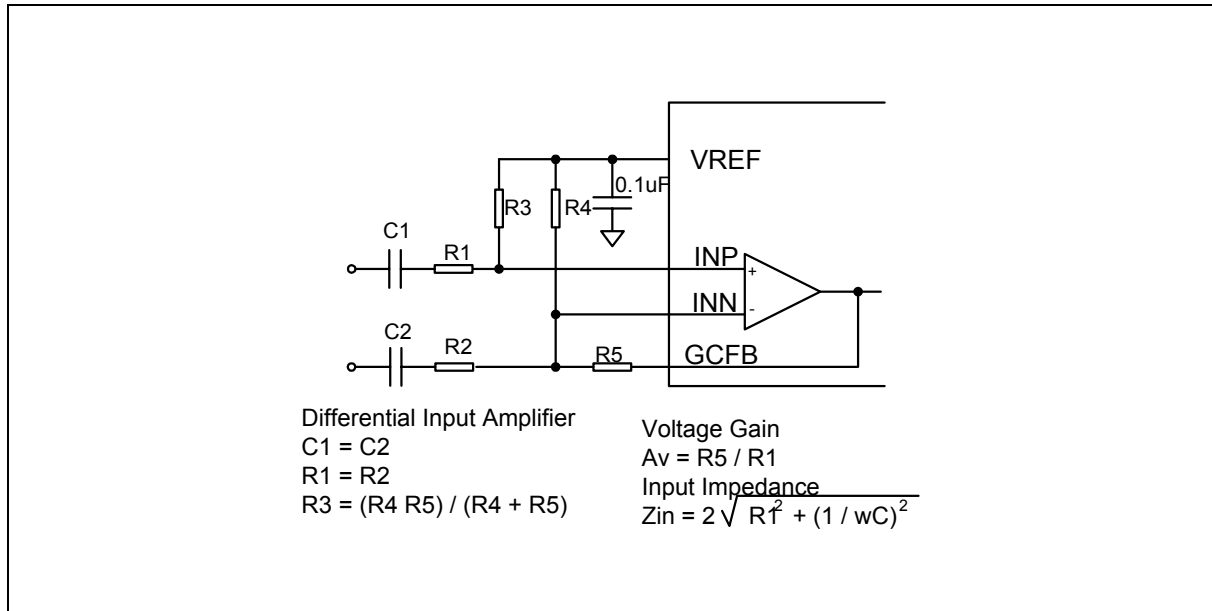 VREF
0.1uF
R3
R4
C1
R1
INP
+
INN
-
C2
R2
R5
GCFB
Differential Input Amplifier
C1 = C2
R1 = R2
R3 = (R4 R5) / (R4 + R5)
Voltage Gain
Av = R5 / R1
Input Impedance
Zin = 2 √ R1² + (1 / wC)²